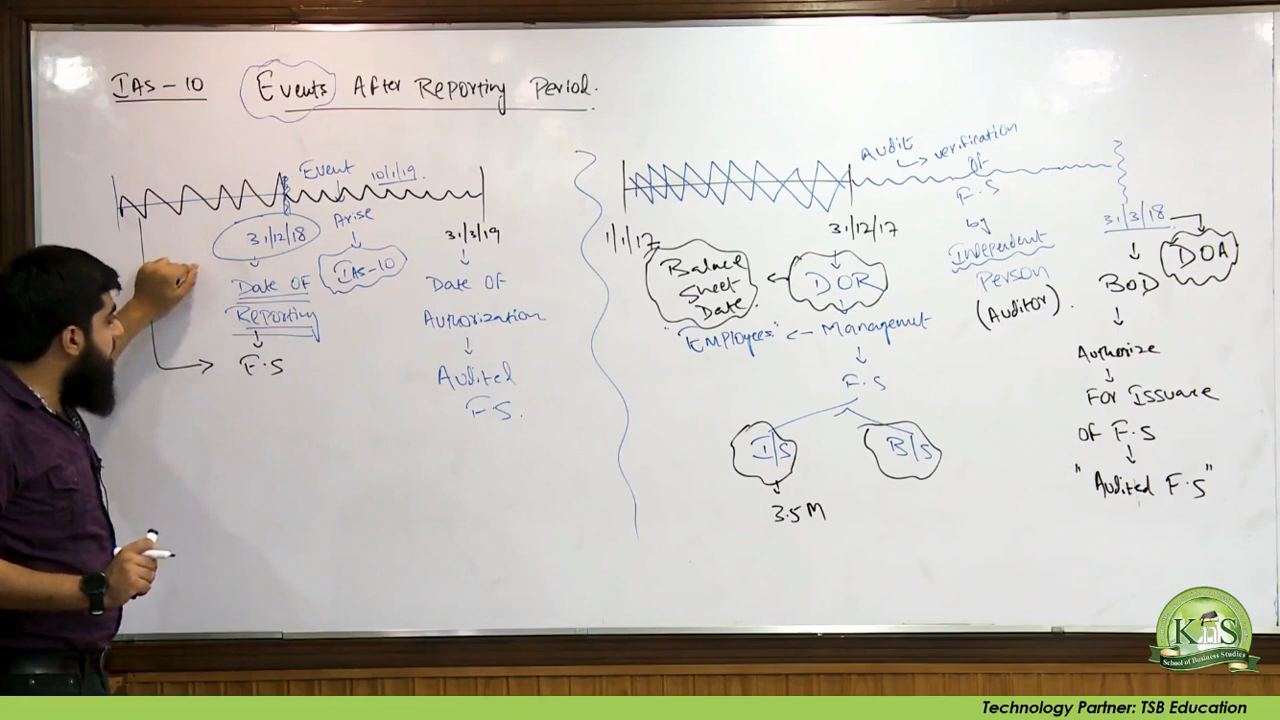 IAS-10 Events After Reporting Period.
Event 10/1/19.
31/12/18
Arise
IAS-10
31/3/19
Date OF
Reporting
F.S
Date OF
Authorization
Audited
F.S.
Audit
verification
of
F.S
by
Independent
Person
(Auditor).
1/1/17
31/12/17
31/3/18
Balance
Sheet
Date
DOR
DOA
"Employees" <- Management
F.S
I/S
B/S
3.5M
BOD
Authorize
For Issuance
OF F.S
"Audited F.S"
KnS
School of Business Studies
Technology Partner: TSB Education